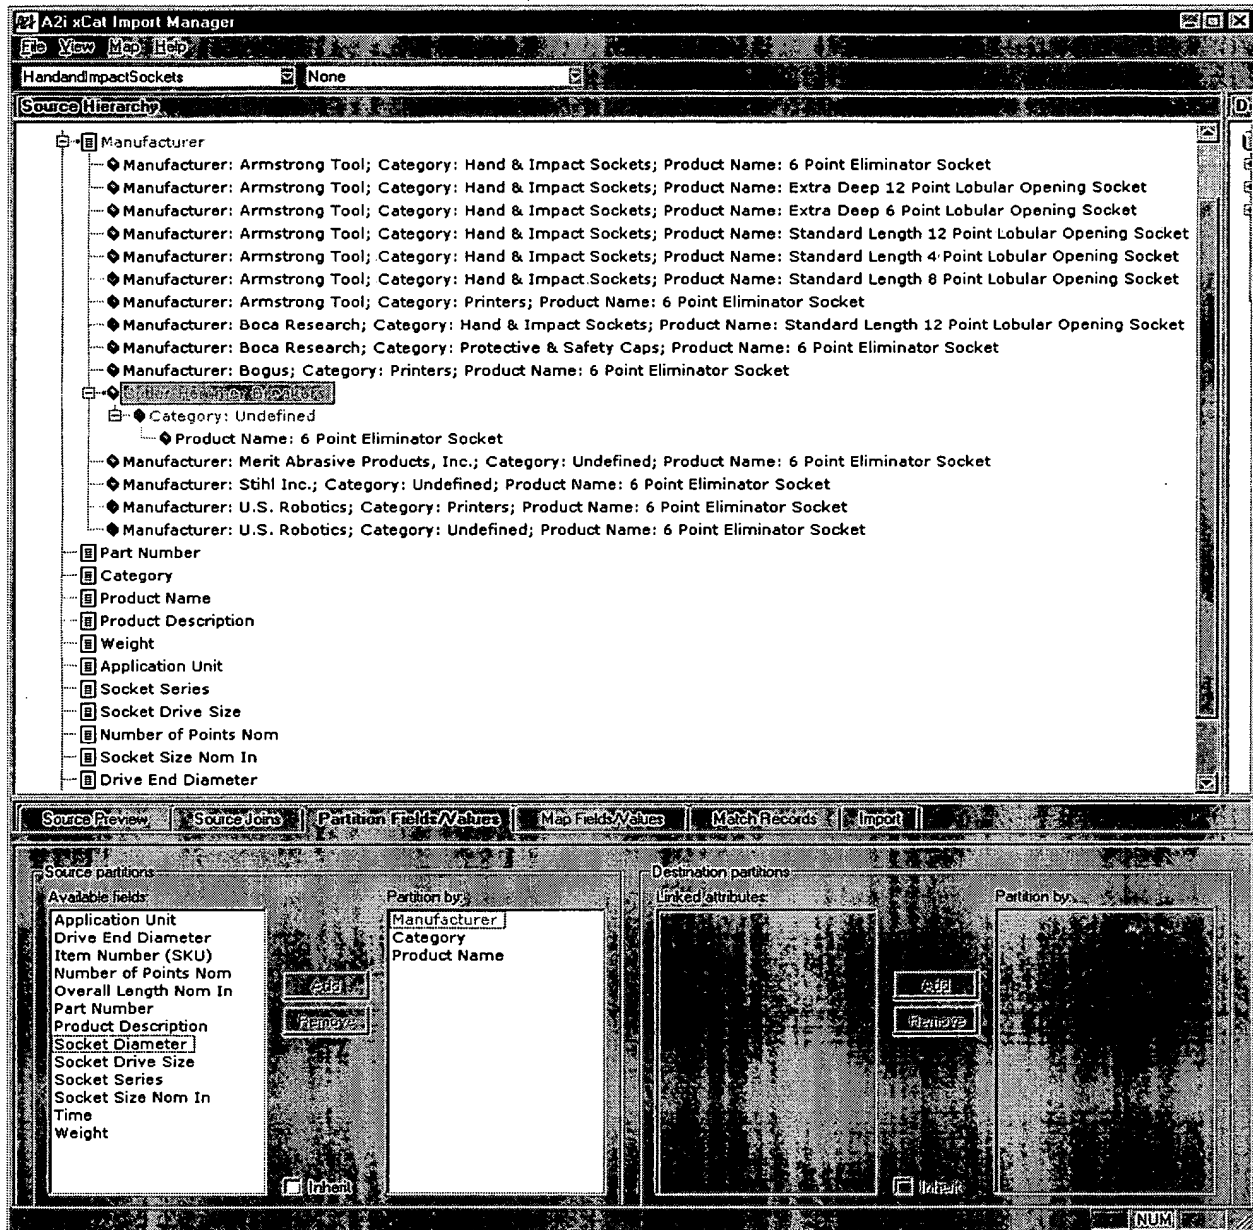 A2i xCat Import Manager
File View Map Help
HandandImpactSockets None
Source Hierarchy D
Manufacturer
Manufacturer: Armstrong Tool; Category: Hand & Impact Sockets; Product Name: 6 Point Eliminator Socket
Manufacturer: Armstrong Tool; Category: Hand & Impact Sockets; Product Name: Extra Deep 12 Point Lobular Opening Socket
Manufacturer: Armstrong Tool; Category: Hand & Impact Sockets; Product Name: Extra Deep 6 Point Lobular Opening Socket
Manufacturer: Armstrong Tool; Category: Hand & Impact Sockets; Product Name: Standard Length 12 Point Lobular Opening Socket
Manufacturer: Armstrong Tool; Category: Hand & Impact Sockets; Product Name: Standard Length 4 Point Lobular Opening Socket
Manufacturer: Armstrong Tool; Category: Hand & Impact Sockets; Product Name: Standard Length 8 Point Lobular Opening Socket
Manufacturer: Armstrong Tool; Category: Printers; Product Name: 6 Point Eliminator Socket
Manufacturer: Boca Research; Category: Hand & Impact Sockets; Product Name: Standard Length 12 Point Lobular Opening Socket
Manufacturer: Boca Research; Category: Protective & Safety Caps; Product Name: 6 Point Eliminator Socket
Manufacturer: Bogus; Category: Printers; Product Name: 6 Point Eliminator Socket
Category: Undefined
Product Name: 6 Point Eliminator Socket
Manufacturer: Merit Abrasive Products, Inc.; Category: Undefined; Product Name: 6 Point Eliminator Socket
Manufacturer: Stihl Inc.; Category: Undefined; Product Name: 6 Point Eliminator Socket
Manufacturer: U.S. Robotics; Category: Printers; Product Name: 6 Point Eliminator Socket
Manufacturer: U.S. Robotics; Category: Undefined; Product Name: 6 Point Eliminator Socket
Part Number
Category
Product Name
Product Description
Weight
Application Unit
Socket Series
Socket Drive Size
Number of Points Nom
Socket Size Nom In
Drive End Diameter
Source Preview Source Joins Partition Fields/Values Map Fields/Values Match Records Import
Source partitions
Available fields:
Application Unit
Drive End Diameter
Item Number (SKU)
Number of Points Nom
Overall Length Nom In
Part Number
Product Description
Socket Diameter
Socket Drive Size
Socket Series
Socket Size Nom In
Time
Weight
Add
Remove
Inherit
Partition by:
Manufacturer
Category
Product Name
Destination partitions
Linked attributes:
Add
Remove
Inherit
Partition by:
NUM